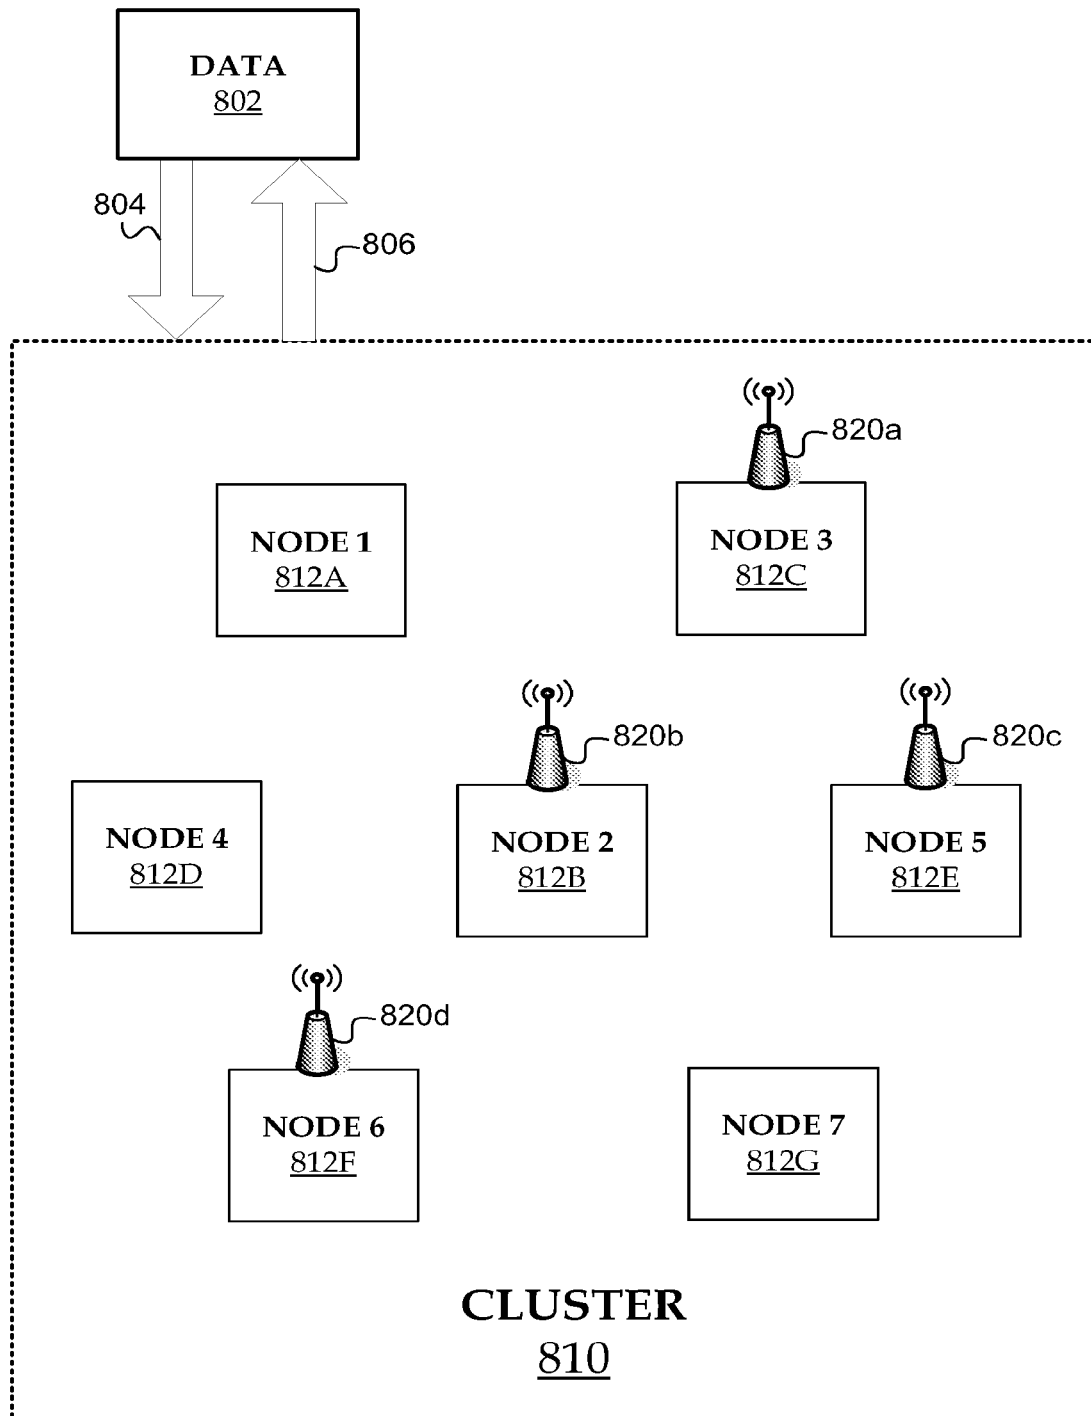 DATA
802
804
806
820a
NODE 1
812A
NODE 3
812C
820b
820c
NODE 4
812D
NODE 2
812B
NODE 5
812E
820d
NODE 6
812F
NODE 7
812G
CLUSTER
810